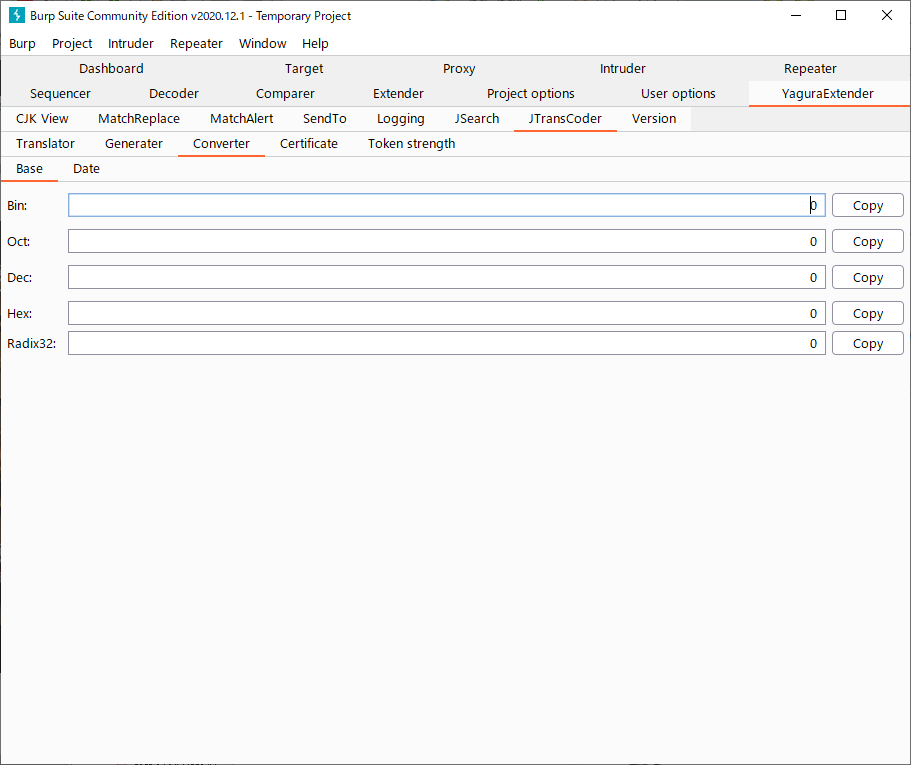 Burp Suite Community Edition v2020.12.1 - Temporary Project
Burp Project Intruder Repeater Window Help
Dashboard Target Proxy Intruder Repeater
Sequencer Decoder Comparer Extender Project options User options YaguraExtender
CJK View MatchReplace MatchAlert SendTo Logging JSearch JTransCoder Version
Translator Generater Converter Certificate Token strength
Base Date
Bin: 0 Copy
Oct: 0 Copy
Dec: 0 Copy
Hex: 0 Copy
Radix32: 0 Copy